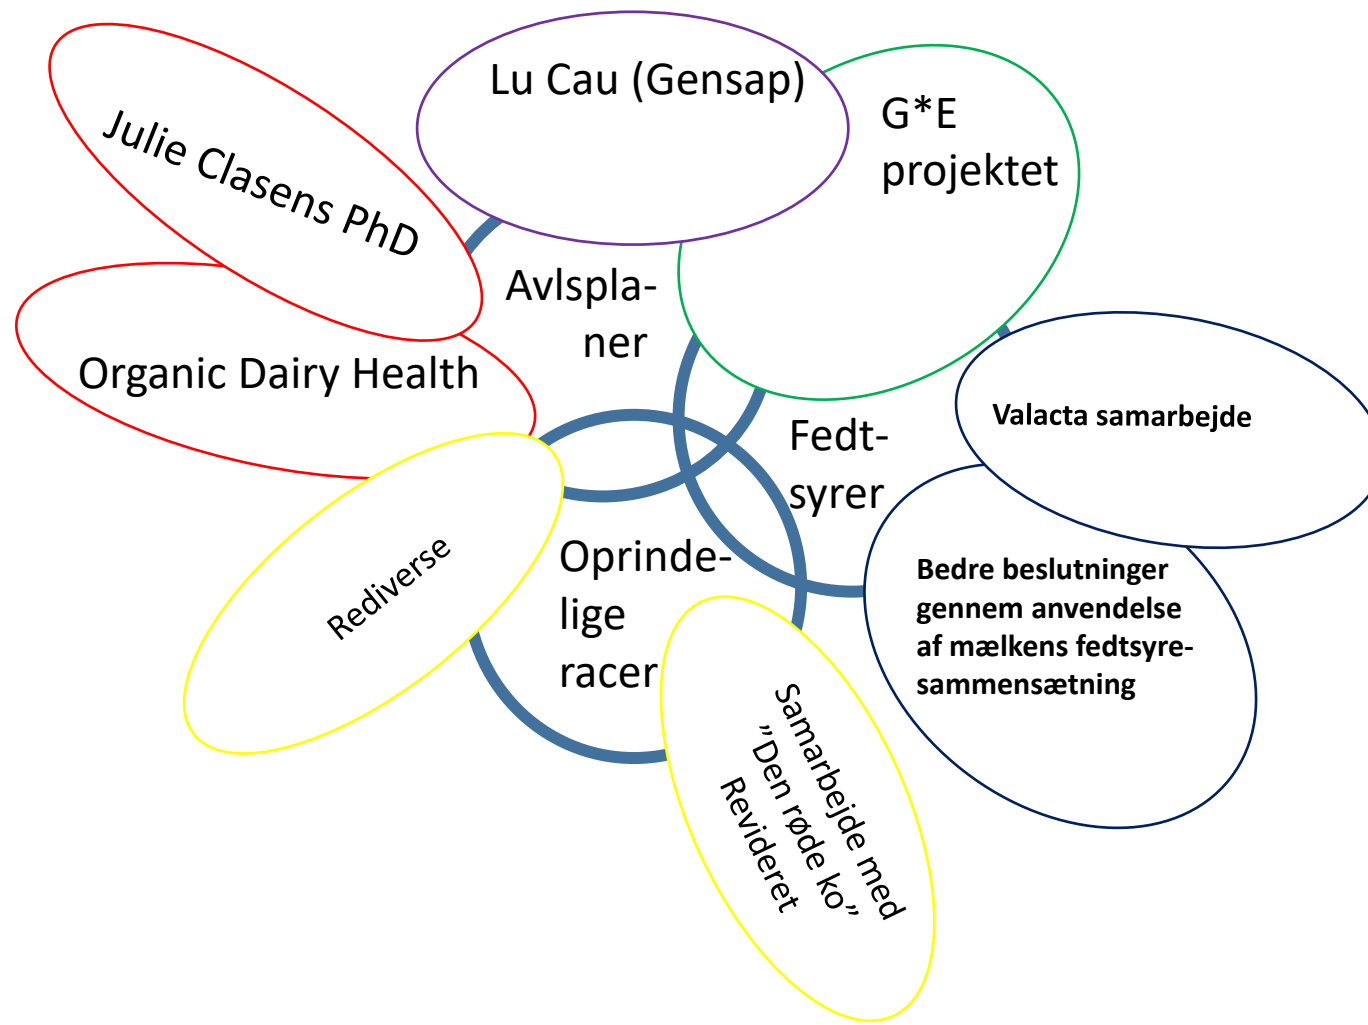 Lu Cau (Gensap)
G*E
projektet
Julie Clasens PhD
Avlspla-
ner
Organic Dairy Health
Valacta samarbejde
Fedt-
syrer
Rediverse
Oprinde-
lige
racer
Bedre beslutninger
gennem anvendelse
af mælkens fedtsyre-
sammensætning
Samarbejde med
”Den røde ko”
Revideret